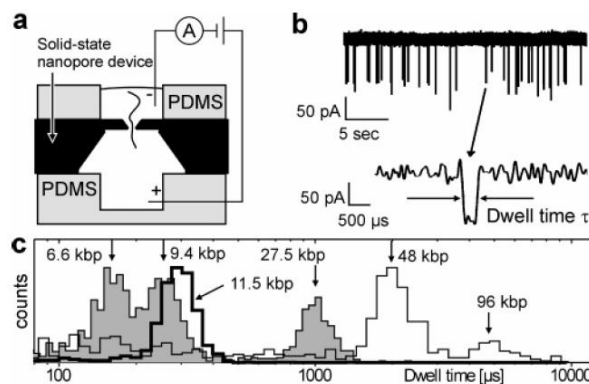 a
Solid-state
nanopore device
A
PDMS
-
PDMS
+
b
50 pA
5 sec
50 pA
500 µs
Dwell time τ
c
6.6 kbp
9.4 kbp
11.5 kbp
27.5 kbp
48 kbp
96 kbp
counts
100
1000
Dwell time [µs]
10000